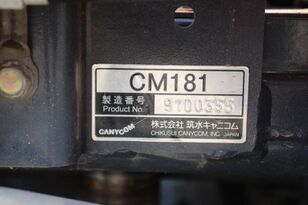 CM181
製造番号 9100355
Product No.
CANYCOM 株式会社 筑水キャニコム
CHIKUSUI CANYCOM, INC. JAPAN